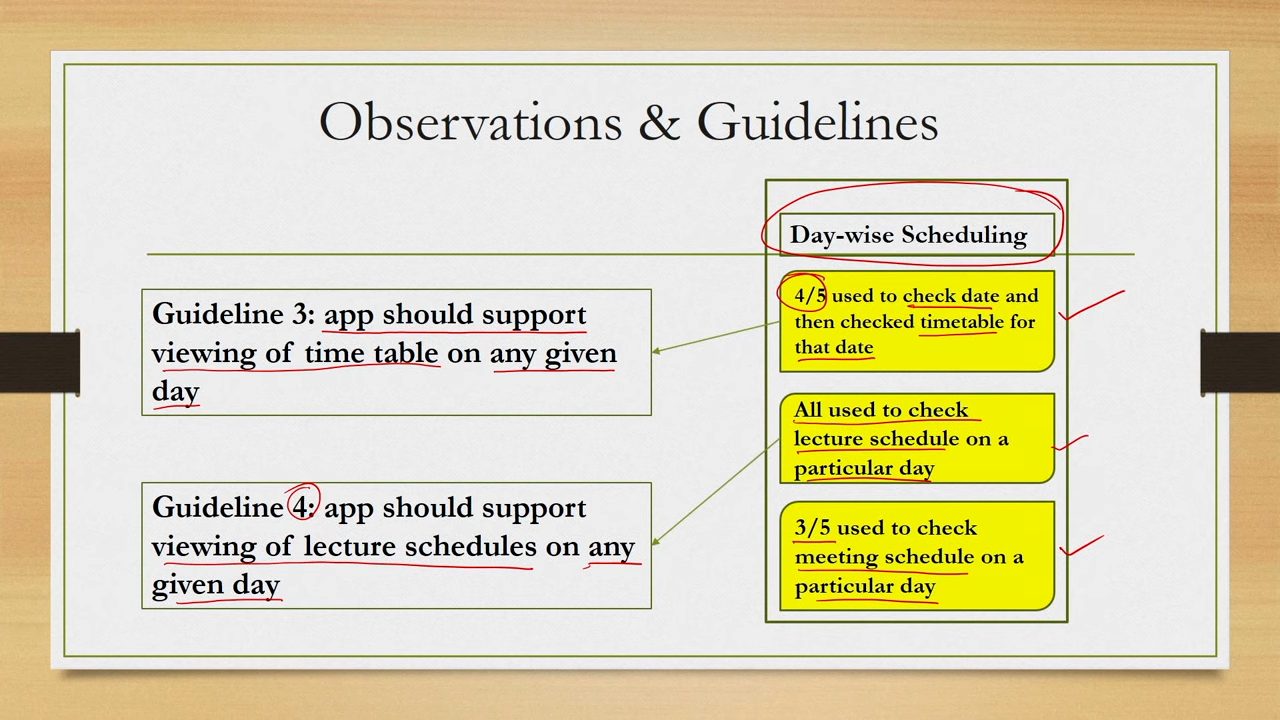 Observations & Guidelines
Day-wise Scheduling
Guideline 3: app should support
viewing of time table on any given
day
4/5 used to check date and
then checked timetable for
that date
All used to check
lecture schedule on a
particular day
Guideline 4: app should support
viewing of lecture schedules on any
given day
3/5 used to check
meeting schedule on a
particular day